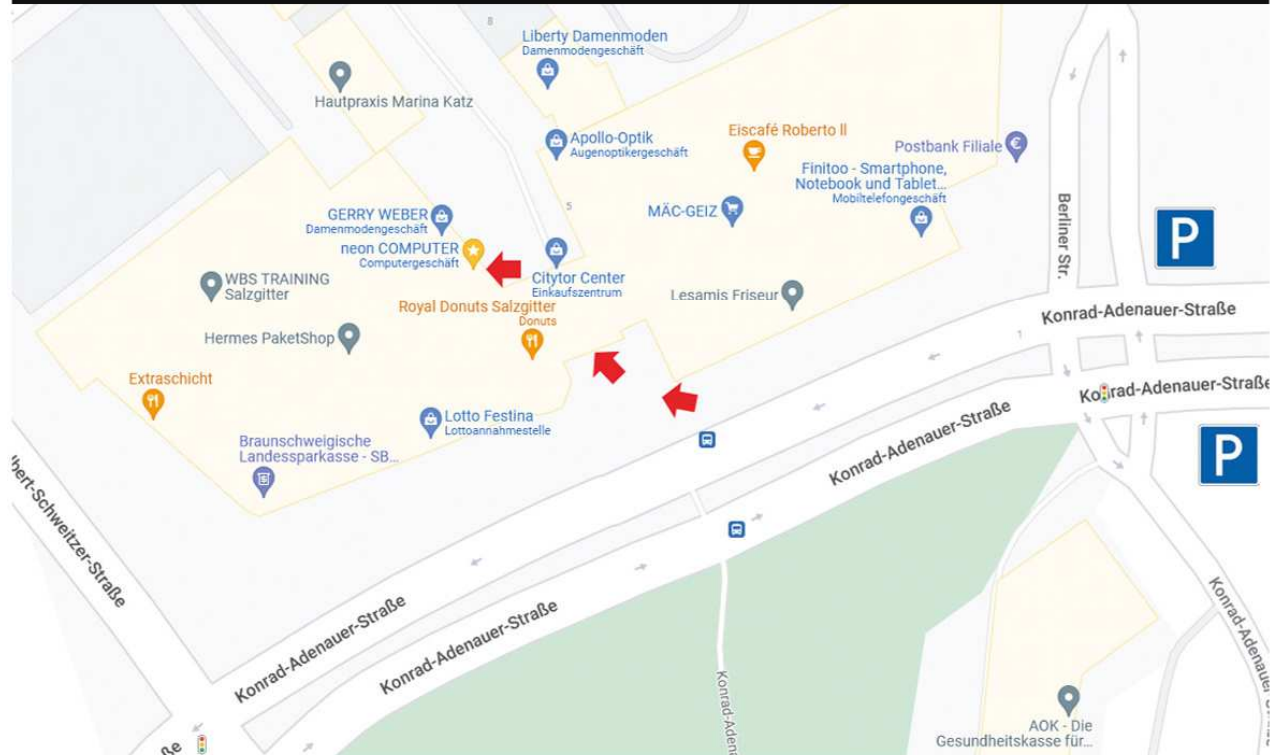 8
Liberty Damenmoden
Damenmodengeschäft
Hautpraxis Marina Katz
Apollo-Optik
Augenoptikergeschäft
Eiscafé Roberto ll
Postbank Filiale
€
Finitoo - Smartphone,
Notebook und Tablet...
Mobiltelefongeschäft
MÄC-GEIZ
5
GERRY WEBER
Damenmodengeschäft
neon COMPUTER
Computergeschäft
Citytor Center
Einkaufszentrum
WBS TRAINING
Salzgitter
Royal Donuts Salzgitter
Donuts
Lesamis Friseur
Hermes PaketShop
Berliner Str.
P
Konrad-Adenauer-Straße
Konrad-Adenauer-Straße
P
Extraschicht
Lotto Festina
Lottoannahmestelle
Braunschweigische
Landessparkasse - SB...
Konrad-Adenauer-Straße
bert-Schweitzer-Straße
Konrad-Adenauer-Straße
Konrad-Adenauer-Straße
Konrad-Adena
Konrad-Adenauer-S
AOK - Die
Gesundheitskasse für...
ße